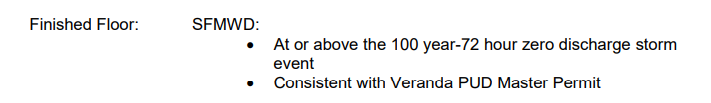 Finished Floor: SFMWD:
• At or above the 100 year-72 hour zero discharge storm
event
• Consistent with Veranda PUD Master Permit